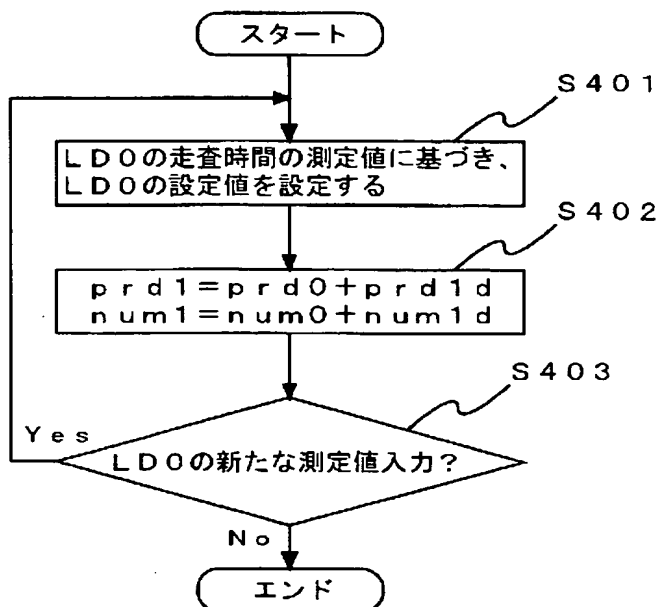 スタート
S401
LD0の走査時間の測定値に基づき、
LD0の設定値を設定する
S402
prd1=prd0+prd1d
num1=num0+num1d
S403
Yes
LD0の新たな測定値入力？
No
エンド